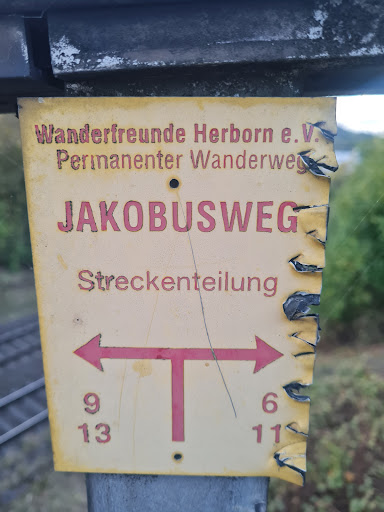 Wanderfreunde Herborn e.V.
Permanenter Wanderweg
JAKOBUSWEG
Streckenteilung
9 6
13 11